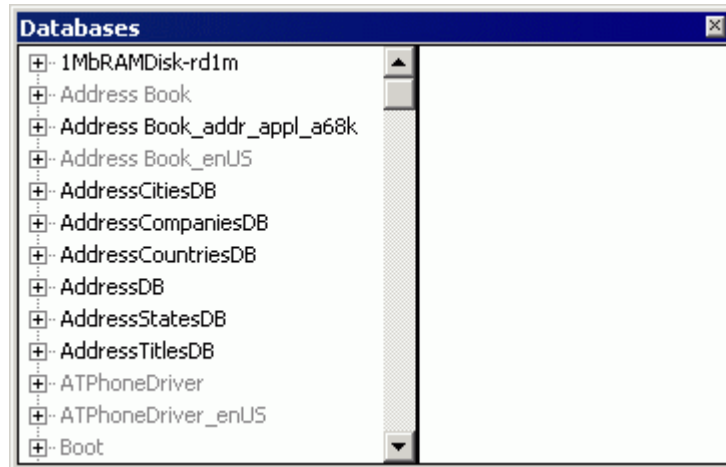 Databases
1MbRAMDisk-rd1m
Address Book
Address Book_addr_appl_a68k
Address Book_enUS
AddressCitiesDB
AddressCompaniesDB
AddressCountriesDB
AddressDB
AddressStatesDB
AddressTitlesDB
ATPhoneDriver
ATPhoneDriver_enUS
Boot